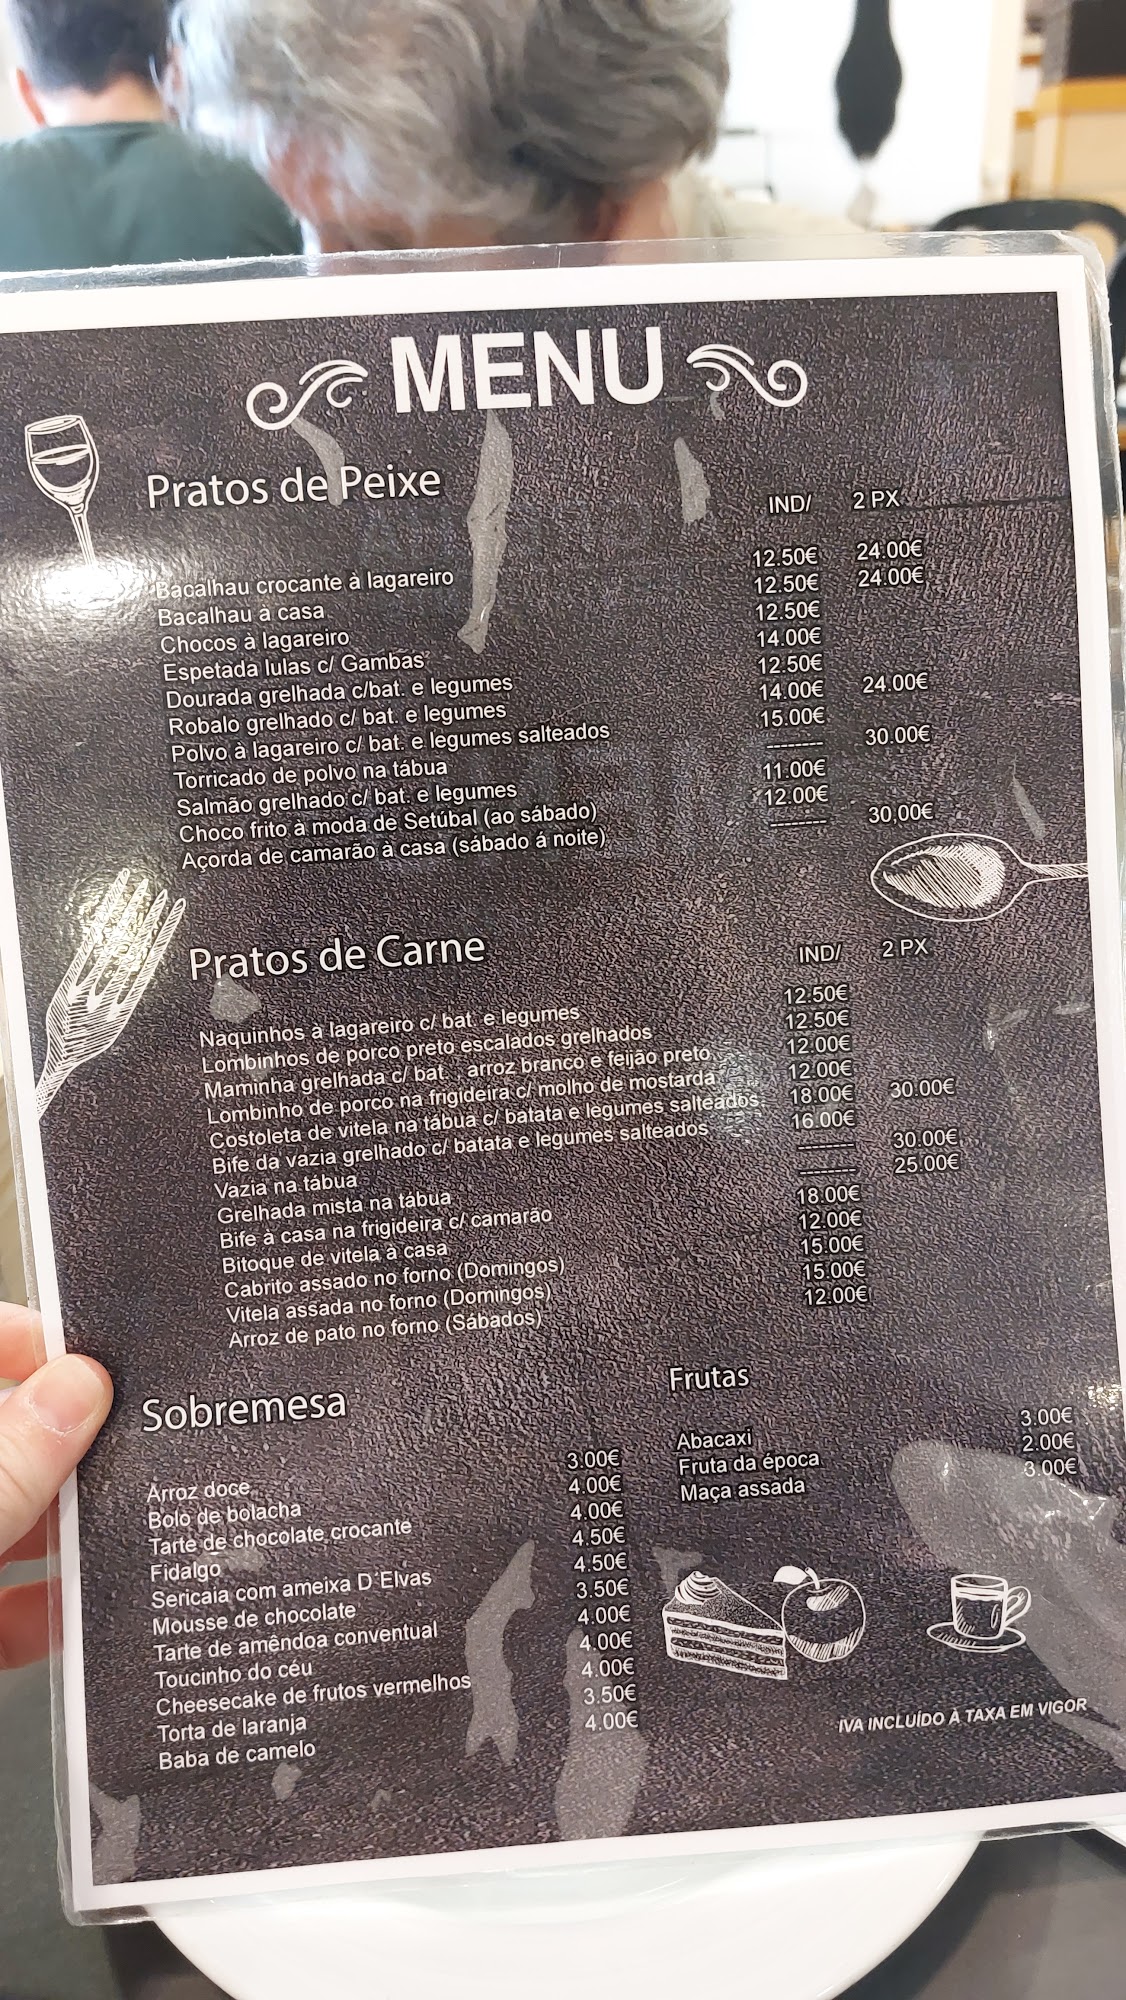 MENU
Pratos de Peixe IND/ 2 PX
Bacalhau crocante à lagareiro 12.50€ 24.00€
Bacalhau à casa 12.50€ 24.00€
Chocos à lagareiro 12.50€
Espetada lulas c/ Gambas 14.00€
Dourada grelhada c/bat. e legumes 12.50€
Robalo grelhado c/ bat. e legumes 14.00€ 24.00€
Polvo à lagareiro c/ bat. e legumes salteados 15.00€
Torricado de polvo na tábua -------- 30.00€
Salmão grelhado c/ bat. e legumes 11.00€
Choco frito à moda de Setúbal (ao sábado) 12.00€
Açorda de camarão à casa (sábado á noite) -------- 30.00€
Pratos de Carne IND/ 2 PX
Naquinhos à lagareiro c/ bat. e legumes 12.50€
Lombinhos de porco preto escalados grelhados 12.50€
Maminha grelhada c/ bat. , arroz branco e feijão preto 12.00€
Lombinho de porco na frigideira c/ molho de mostarda 12.00€
Costoleta de vitela na tábua c/ batata e legumes salteados 18.00€ 30.00€
Bife da vazia grelhado c/ batata e legumes salteados 16.00€
Vazia na tábua -------- 30.00€
Grelhada mista na tábua -------- 25.00€
Bife à casa na frigideira c/ camarão 18.00€
Bitoque de vitela à casa 12.00€
Cabrito assado no forno (Domingos) 15.00€
Vitela assada no forno (Domingos) 15.00€
Arroz de pato no forno (Sábados) 12.00€
Sobremesa
Arroz doce 3.00€
Bolo de bolacha 4.00€
Tarte de chocolate crocante 4.00€
Fidalgo 4.50€
Sericaia com ameixa D´Elvas 4.50€
Mousse de chocolate 3.50€
Tarte de amêndoa conventual 4.00€
Toucinho do céu 4.00€
Cheesecake de frutos vermelhos 4.00€
Torta de laranja 3.50€
Baba de camelo 4.00€
Frutas
Abacaxi 3.00€
Fruta da época 2.00€
Maça assada 3.00€
IVA INCLUÍDO À TAXA EM VIGOR